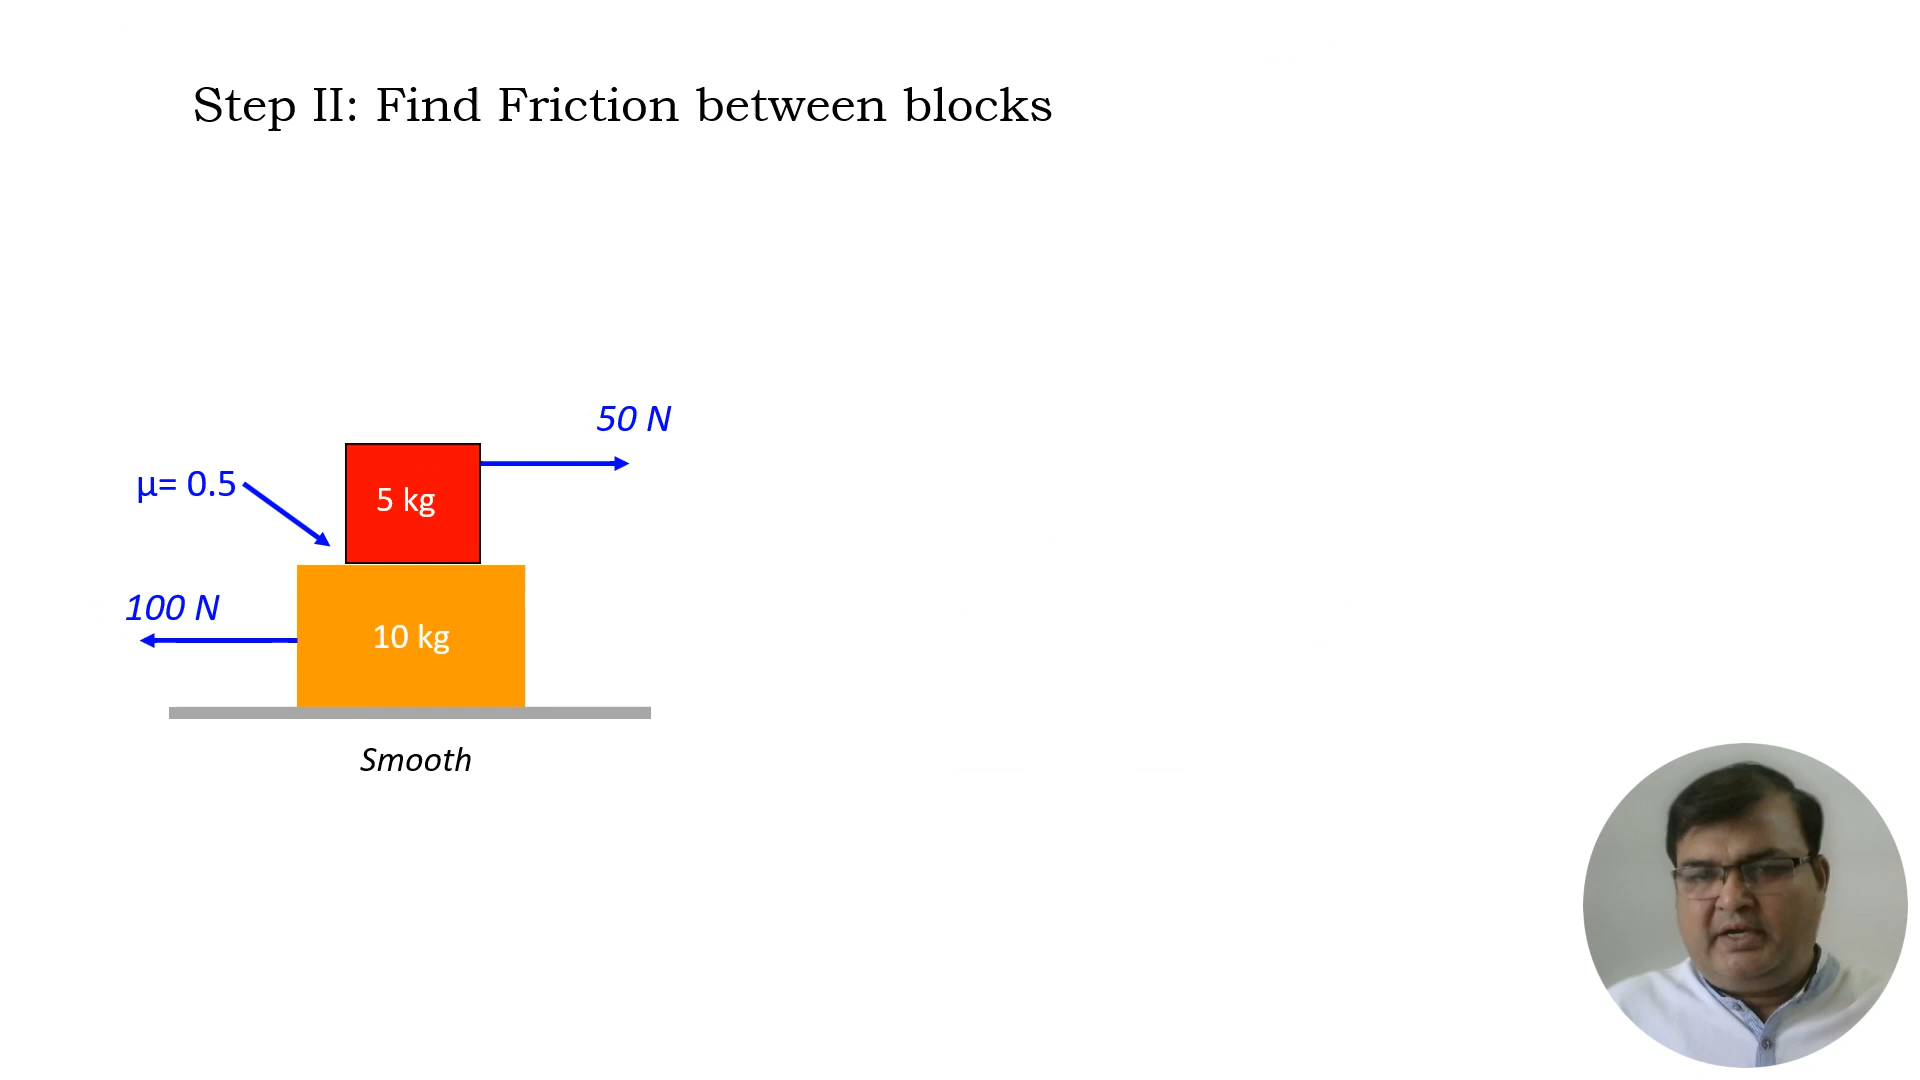 Step II: Find Friction between blocks
50 N
μ= 0.5
5 kg
100 N
10 kg
Smooth